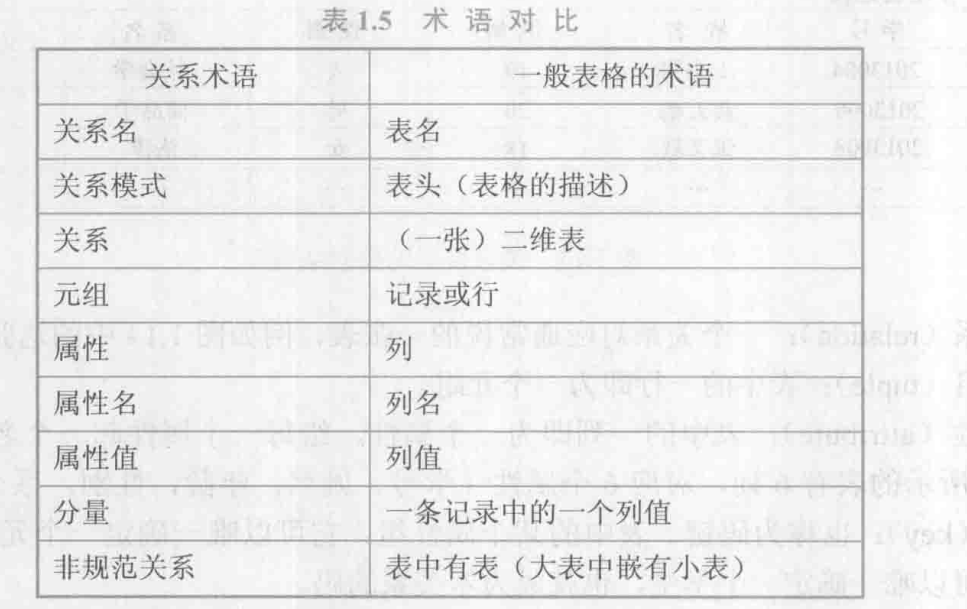 表 1.5 术 语 对 比
关系术语 一般表格的术语
关系名 表名
关系模式 表头（表格的描述）
关系 （一张）二维表
元组 记录或行
属性 列
属性名 列名
属性值 列值
分量 一条记录中的一个列值
非规范关系 表中有表（大表中嵌有小表）